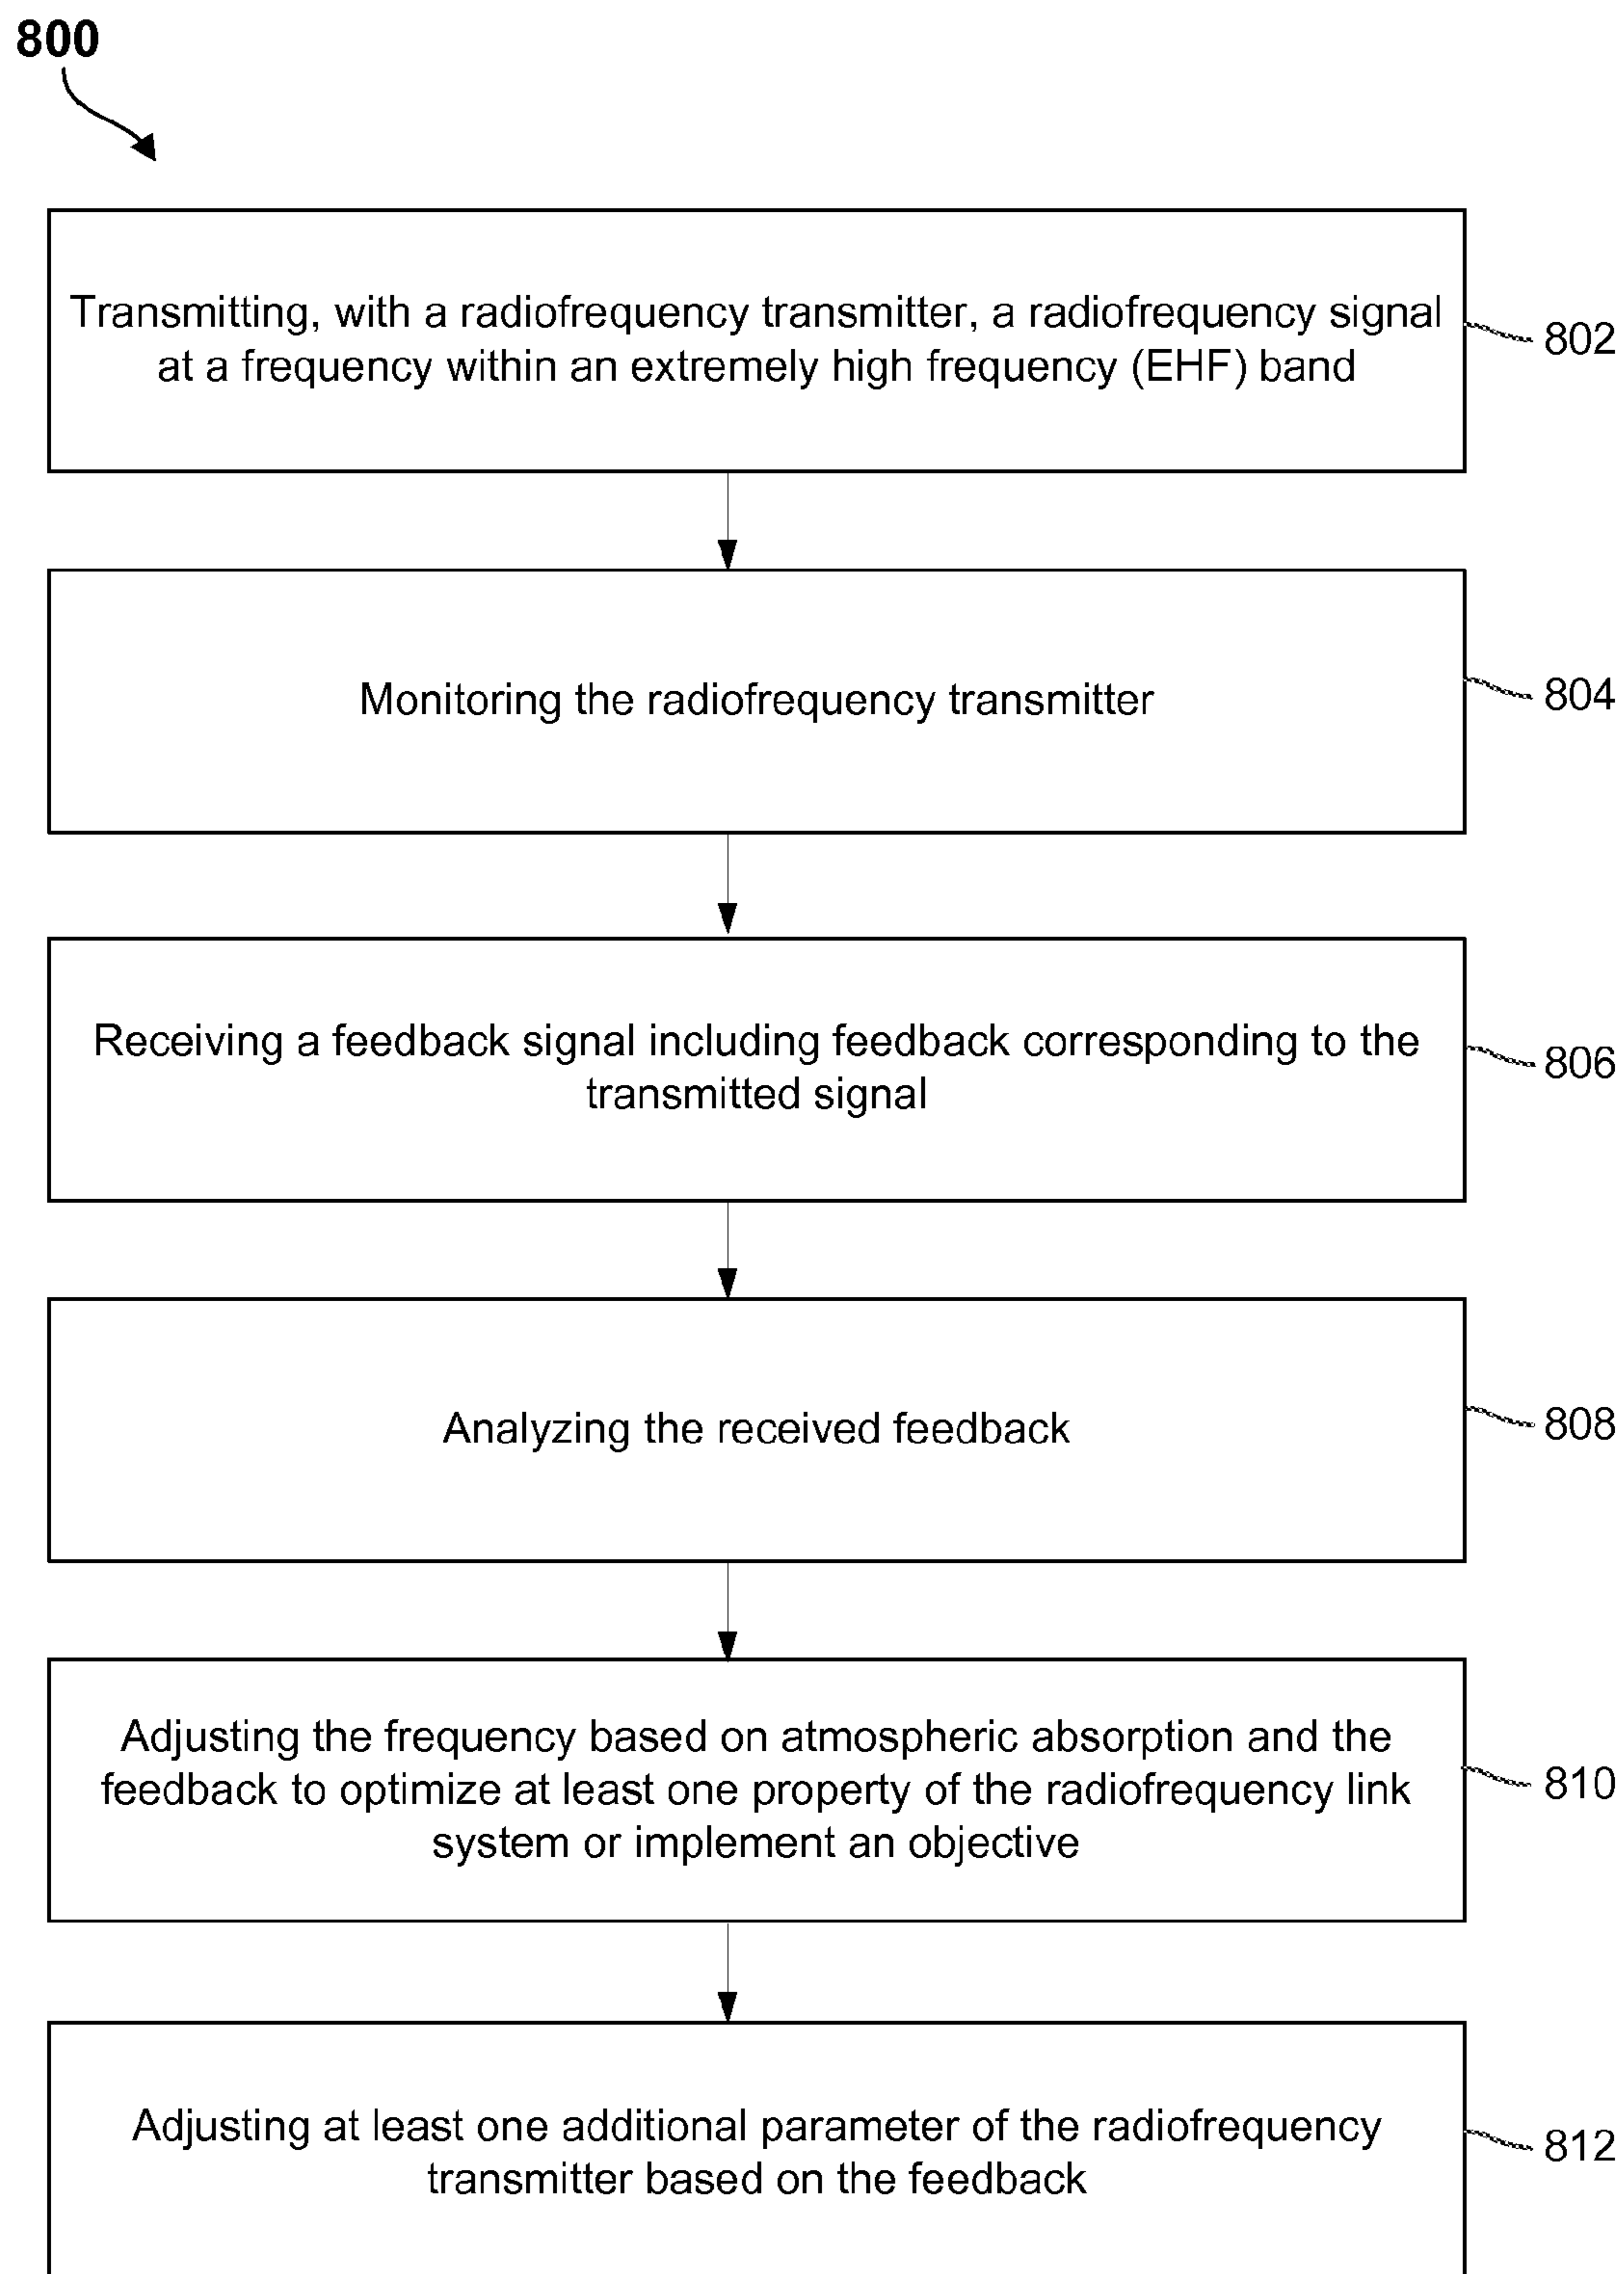 800
Transmitting, with a radiofrequency transmitter, a radiofrequency signal
at a frequency within an extremely high frequency (EHF) band
802
Monitoring the radiofrequency transmitter
804
Receiving a feedback signal including feedback corresponding to the
transmitted signal
806
Analyzing the received feedback
808
Adjusting the frequency based on atmospheric absorption and the
feedback to optimize at least one property of the radiofrequency link
system or implement an objective
810
Adjusting at least one additional parameter of the radiofrequency
transmitter based on the feedback
812